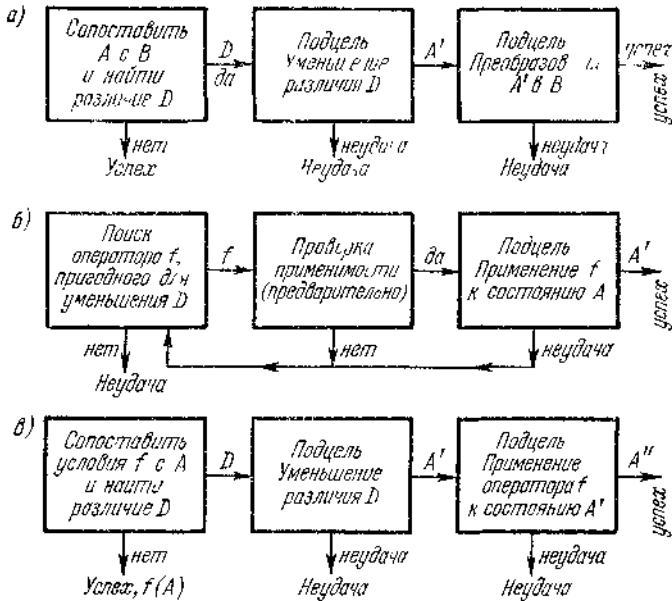 а)
Сопоставить
A с B
и найти
различие D
D
да
Подцель
различия D
A'
Подцель
A' в B
успех
успех
нет
Успех
неудача
Неудача
неудача
Неудача
б)
Поиск
оператора f,
пригодного для
уменьшения D
f
Проверка
применимости
(предварительно)
да
Подцель
Применение f
к состоянию A
A'
успех
нет
Неудача
нет
неудача
в)
Сопоставить
условия f с A
и найти
различие D
D
Подцель
Уменьшение
различия D
A'
Подцель
Применение
оператора f
к состоянию A'
A"
успех
нет
Успех, f(A)
неудача
Неудача
неудача
Неудача